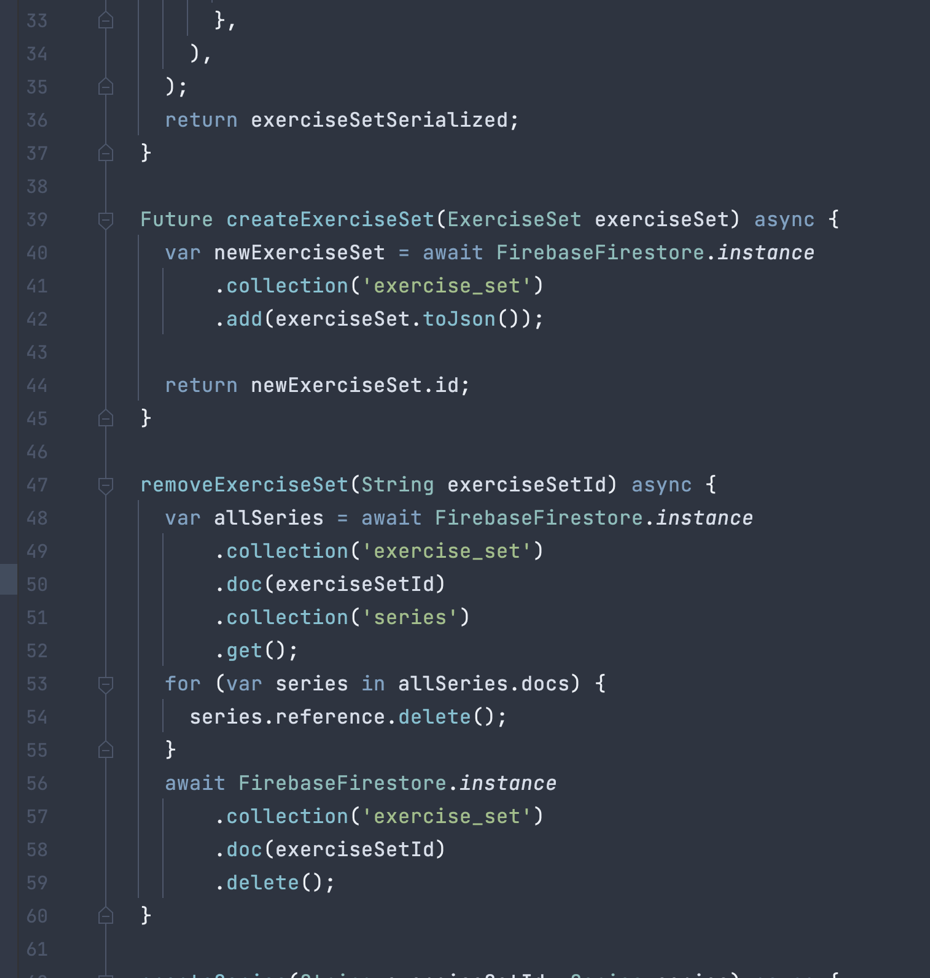 33 },
34 ),
35 );
36 return exerciseSetSerialized;
37 }
38
39 Future createExerciseSet(ExerciseSet exerciseSet) async {
40 var newExerciseSet = await FirebaseFirestore.instance
41 .collection('exercise_set')
42 .add(exerciseSet.toJson());
43
44 return newExerciseSet.id;
45 }
46
47 removeExerciseSet(String exerciseSetId) async {
48 var allSeries = await FirebaseFirestore.instance
49 .collection('exercise_set')
50 .doc(exerciseSetId)
51 .collection('series')
52 .get();
53 for (var series in allSeries.docs) {
54 series.reference.delete();
55 }
56 await FirebaseFirestore.instance
57 .collection('exercise_set')
58 .doc(exerciseSetId)
59 .delete();
60 }
61